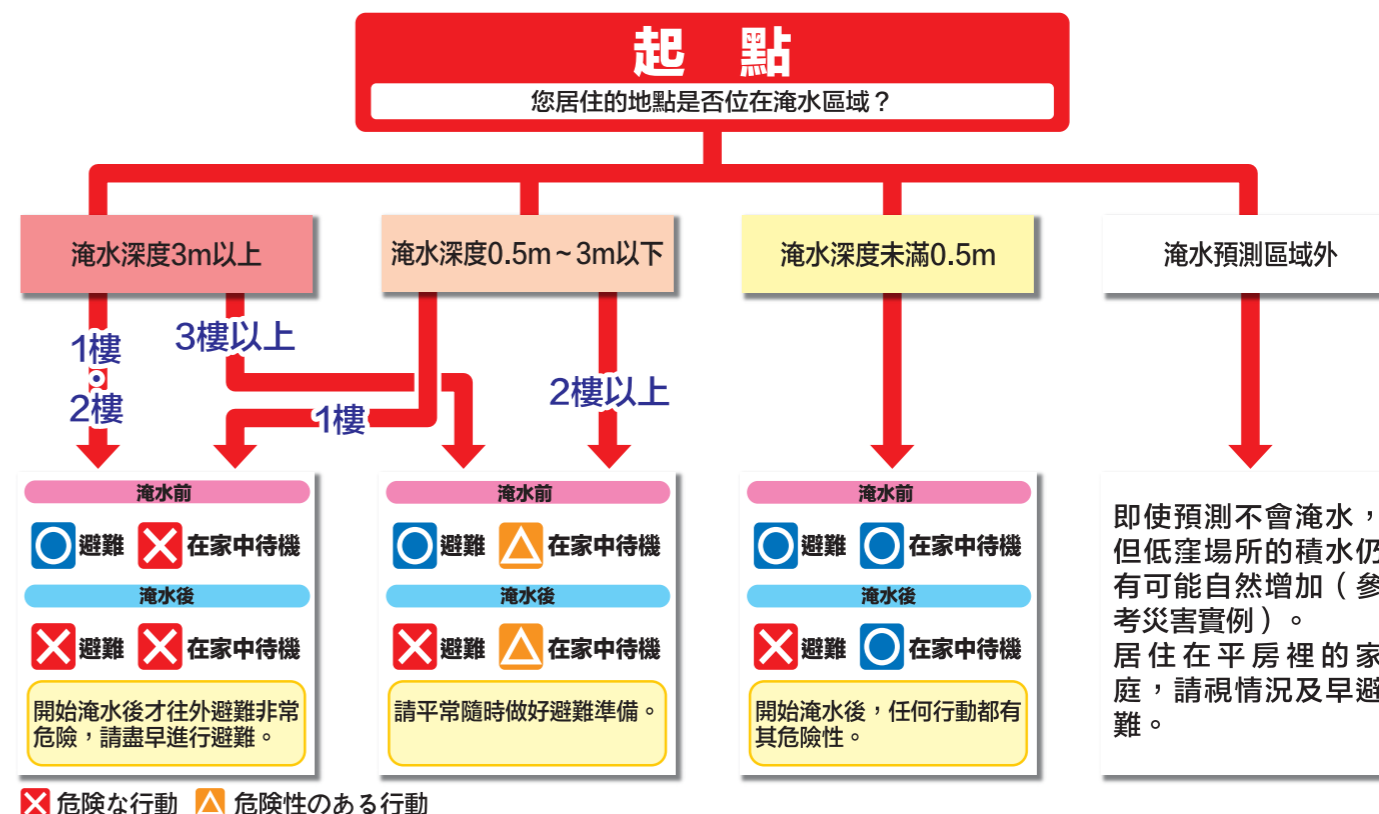 起 點
您居住的地點是否位在淹水區域？
淹水深度3m以上
淹水深度0.5m~3m以下
淹水深度未滿0.5m
淹水預測區域外
1樓
・
2樓
3樓以上
1樓
2樓以上
淹水前
避難 在家中待機
淹水後
避難 在家中待機
開始淹水後才往外避難非常
危險，請盡早進行避難。
淹水前
避難 在家中待機
淹水後
避難 在家中待機
請平常隨時做好避難準備。
淹水前
避難 在家中待機
淹水後
避難 在家中待機
開始淹水後，任何行動都有
其危險性。
即使預測不會淹水，
但低窪場所的積水仍
有可能自然增加（參
考災害實例）。
居住在平房裡的家
庭，請視情況及早避
難。
危険な行動 危険性のある行動